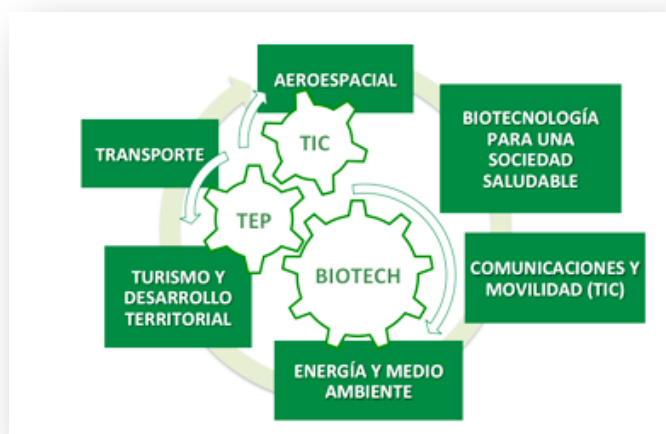 AEROESPACIAL
TIC
BIOTECNOLOGÍA
PARA UNA
SOCIEDAD
SALUDABLE
TRANSPORTE
TEP
BIOTECH
TURISMO Y
DESARROLLO
TERRITORIAL
COMUNICACIONES Y
MOVILIDAD (TIC)
ENERGÍA Y MEDIO
AMBIENTE